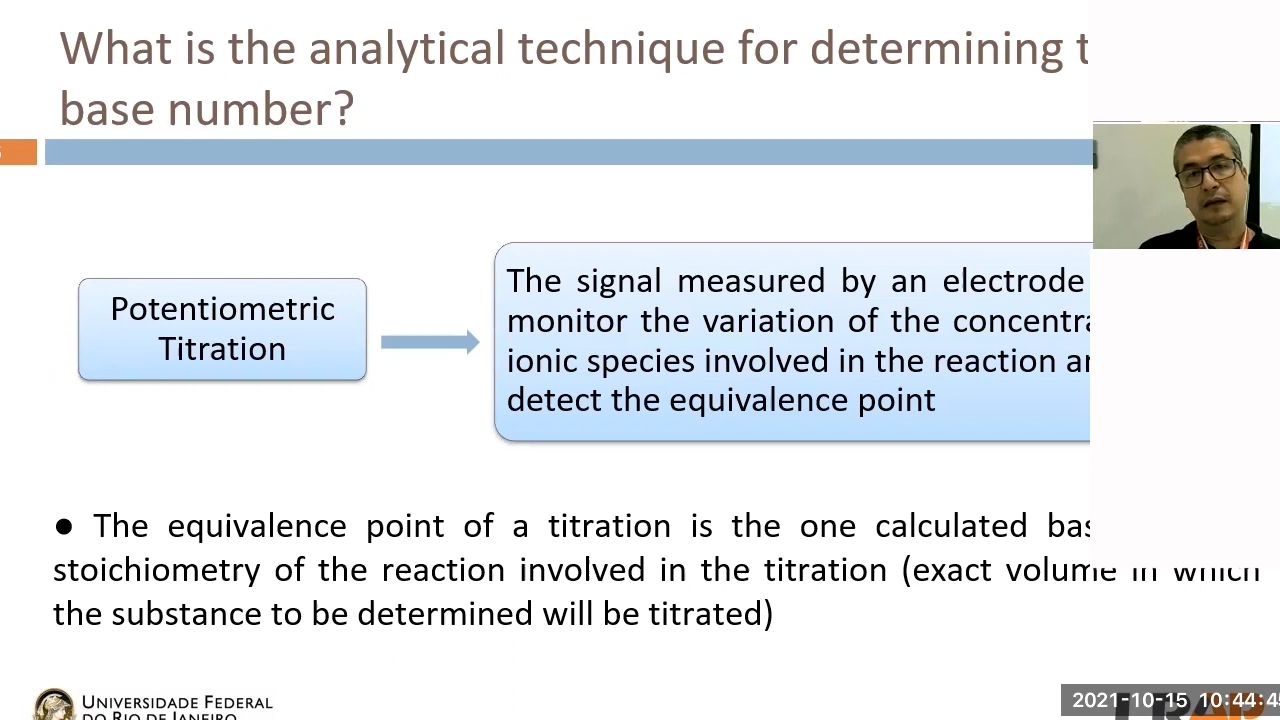 What is the analytical technique for determining t
base number?
Potentiometric
Titration
The signal measured by an electrode
monitor the variation of the concentra
ionic species involved in the reaction
detect the equivalence point
● The equivalence point of a titration is the one calculated bas
stoichiometry of the reaction involved in the titration (exact volume in which
the substance to be determined will be titrated)
UNIVERSIDADE FEDERAL
DO RIO DE JANEIRO
2021-10-15 10:44:45